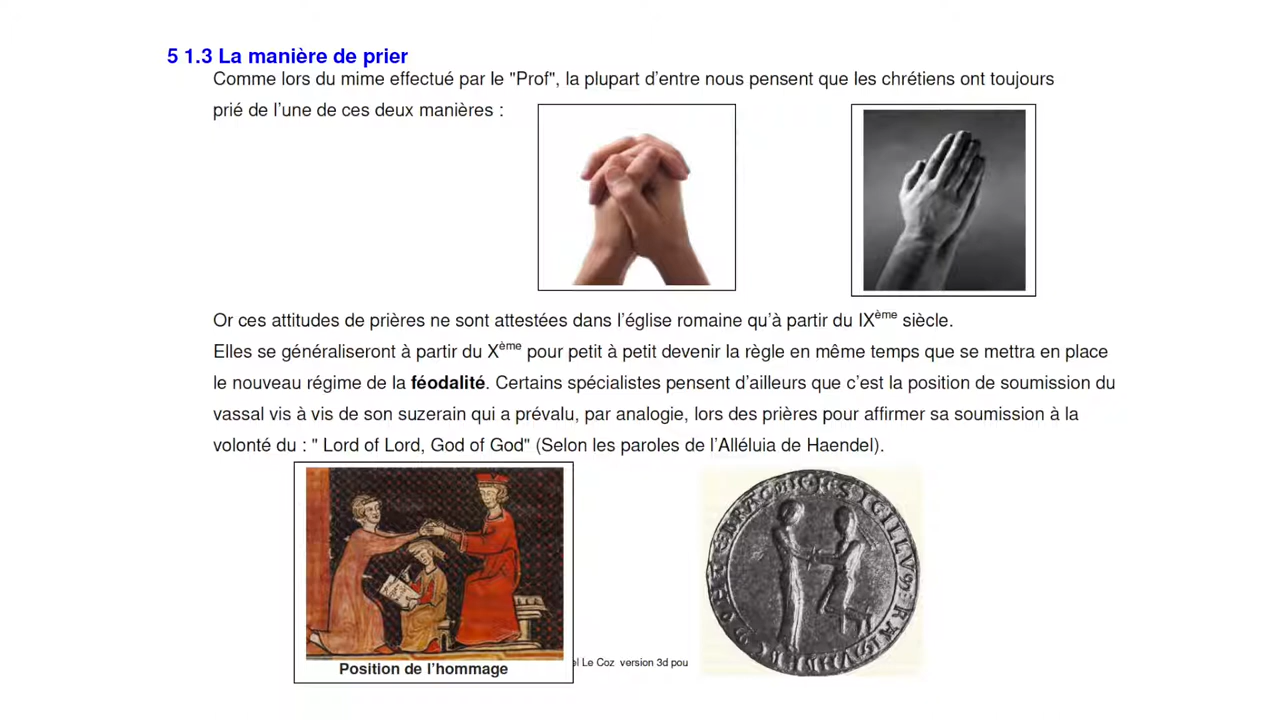 5 1.3 La manière de prier
Comme lors du mime effectué par le "Prof", la plupart d'entre nous pensent que les chrétiens ont toujours
prié de l'une de ces deux manières :
Or ces attitudes de prières ne sont attestées dans l'église romaine qu'à partir du IXème siècle.
Elles se généraliseront à partir du Xème pour petit à petit devenir la règle en même temps que se mettra en place
le nouveau régime de la féodalité. Certains spécialistes pensent d'ailleurs que c'est la position de soumission du
vassal vis à vis de son suzerain qui a prévalu, par analogie, lors des prières pour affirmer sa soumission à la
volonté du : " Lord of Lord, God of God" (Selon les paroles de l'Alléluia de Haendel).
Position de l'hommage
el Le Coz version 3d pou